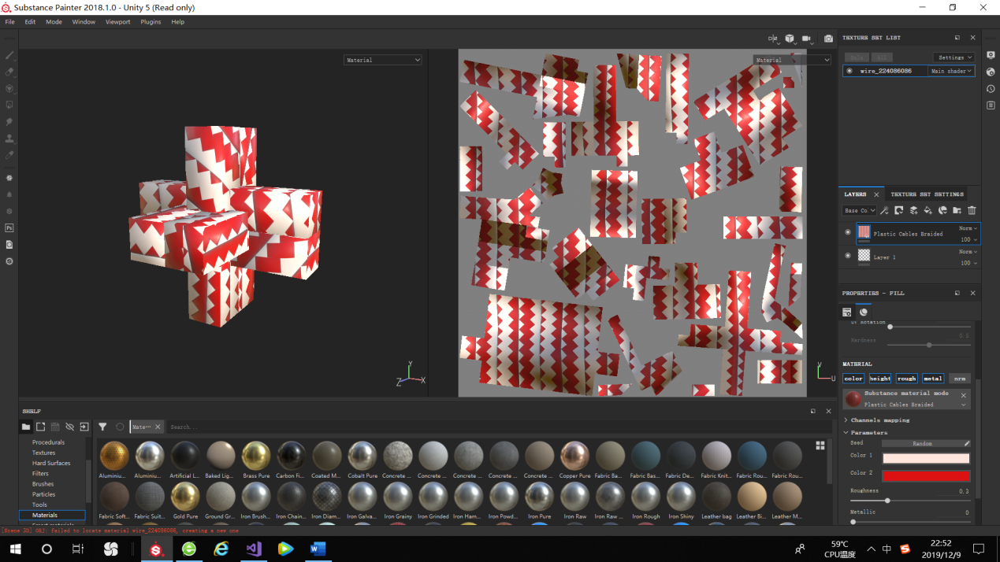 Substance Painter 2018.1.0 - Unity 5 (Read only)
File Edit Mode Window Viewport Plugins Help
Material
Material
TEXTURE SET LIST
Settings
wire_224086086 Main shader
LAYERS TEXTURE SET SETTINGS
Base Co.
Plastic Cables Braided Norm
100
Layer 1 Norm
100
PROPERTIES - FILL
UV Rotation
Hardness 0.5
MATERIAL
color height rough metal nrm
Substance material mode
Plastic Cables Braided
Channels mapping
Parameters
Seed Random
Color 1
Color 2
Roughness 0.3
Metallic 0
Z Y X
V U
SHELF
Mate... Search...
Procedurals
Textures
Hard Surfaces
Filters
Brushes
Particles
Tools
Materials
Smart materials
Aluminiu... Aluminiu... Artificial L... Baked Lig... Brass Pure Carbon Fi... Coated M... Cobalt Pure Concrete ... Concrete ... Concrete ... Concrete ... Concrete ... Copper Pure Fabric Ba... Fabric Bas... Fabric De... Fabric Knit... Fabric Rou... Fabric Rou...
Fabric Soft... Fabric Suit... Gold Pure Ground Gr... Iron Brush... Iron Chain... Iron Diam... Iron Galva... Iron Grainy Iron Grinded Iron Ham... Iron Powd... Iron Pure Iron Raw Iron Raw ... Iron Rough Iron Shiny Leather bag Leather Bi... Leather M...
[Scene 3D] OBJ: failed to locate material wire_224086086, creating a new one
59℃
CPU温度
中
22:52
2019/12/9